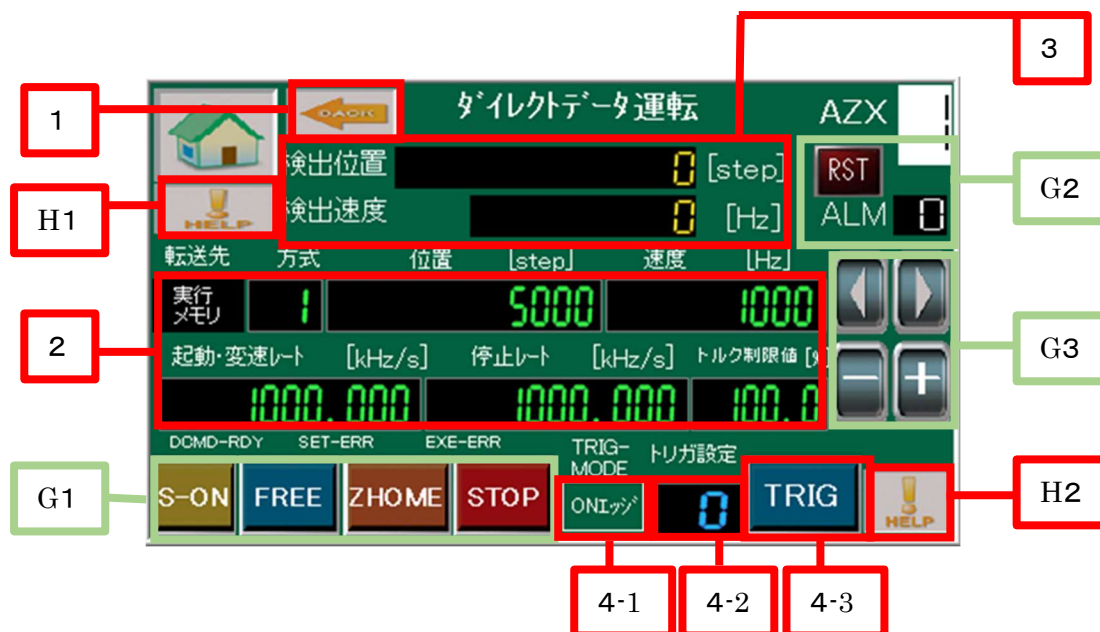 3
1
BACK
ダイレクトデータ運転
AZX
検出位置 0 [step]
RST
G2
H1
HELP
検出速度 0 [Hz]
ALM 0
転送先 方式 位置 [step] 速度 [Hz]
実行
メモリ
1 5000 1000
2
G3
起動・変速レート [kHz/s] 停止レート [kHz/s] トルク制限値
1000.000 1000.000 100.0
－ ＋
DCMD-RDY SET-ERR EXE-ERR
TRIG-
MODE
トリガ設定
G1
S-ON FREE ZHOME STOP ONエッジ 0 TRIG HELP
H2
4-1 4-2 4-3